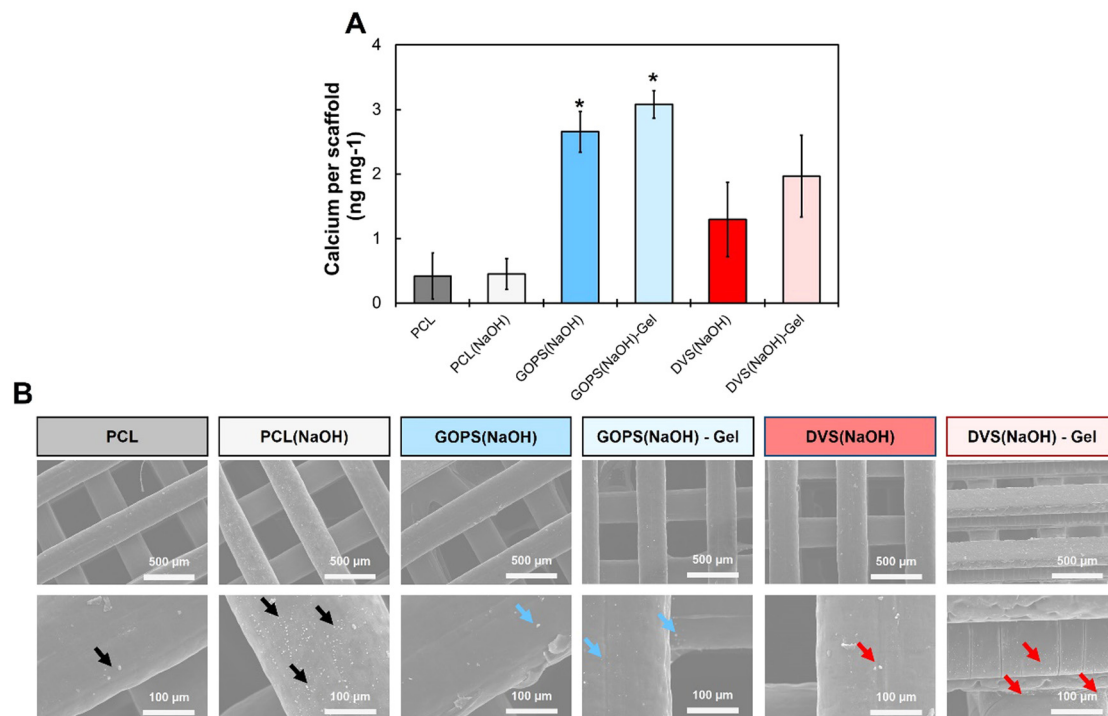 A
4
3
2
1
0
Calcium per scaffold
(ng mg-1)
*
*
PCL
PCL(NaOH)
GOPS(NaOH)
GOPS(NaOH)-Gel
DVS(NaOH)
DVS(NaOH)-Gel
B
PCL
PCL(NaOH)
GOPS(NaOH)
GOPS(NaOH) - Gel
DVS(NaOH)
DVS(NaOH) - Gel
500 µm
500 µm
500 µm
500 µm
500 µm
500 µm
100 µm
100 µm
100 µm
100 µm
100 µm
100 µm